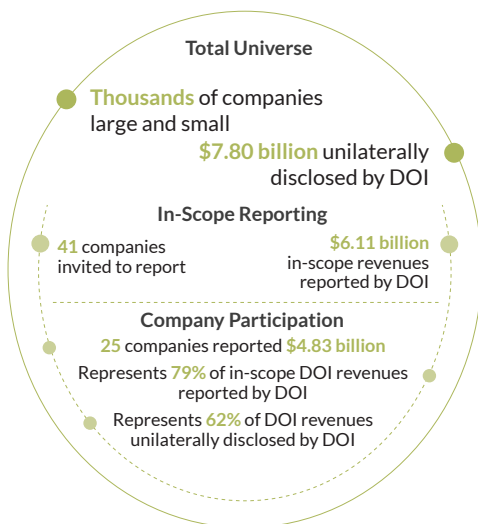 Total Universe
Thousands of companies
large and small
$7.80 billion unilaterally
disclosed by DOI
In-Scope Reporting
41 companies
invited to report
$6.11 billion
in-scope revenues
reported by DOI
Company Participation
25 companies reported $4.83 billion
Represents 79% of in-scope DOI revenues
reported by DOI
Represents 62% of DOI revenues
unilaterally disclosed by DOI